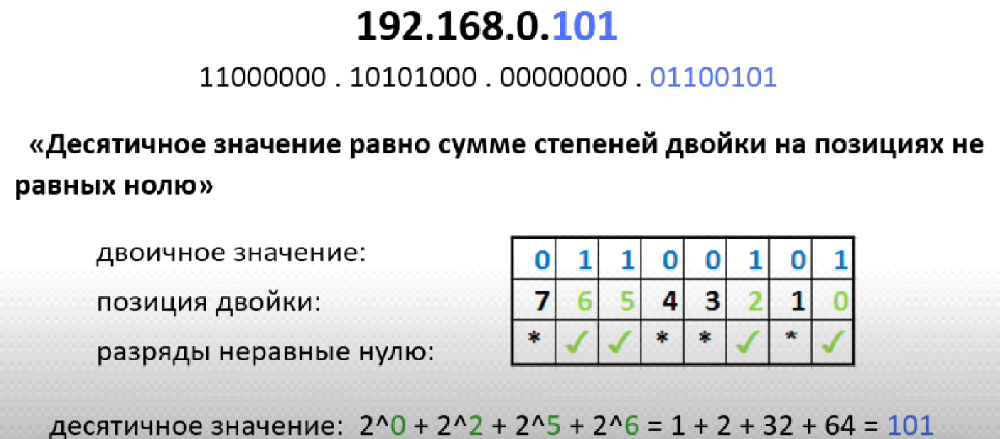 192.168.0.101
11000000 . 10101000 . 00000000 . 01100101
«Десятичное значение равно сумме степеней двойки на позициях не
равных нолю»
двоичное значение:
0 1 1 0 0 1 0 1
позиция двойки:
7 6 5 4 3 2 1 0
разряды неравные нулю:
* ✓ ✓ * * ✓ * ✓
десятичное значение: 2^0 + 2^2 + 2^5 + 2^6 = 1 + 2 + 32 + 64 = 101